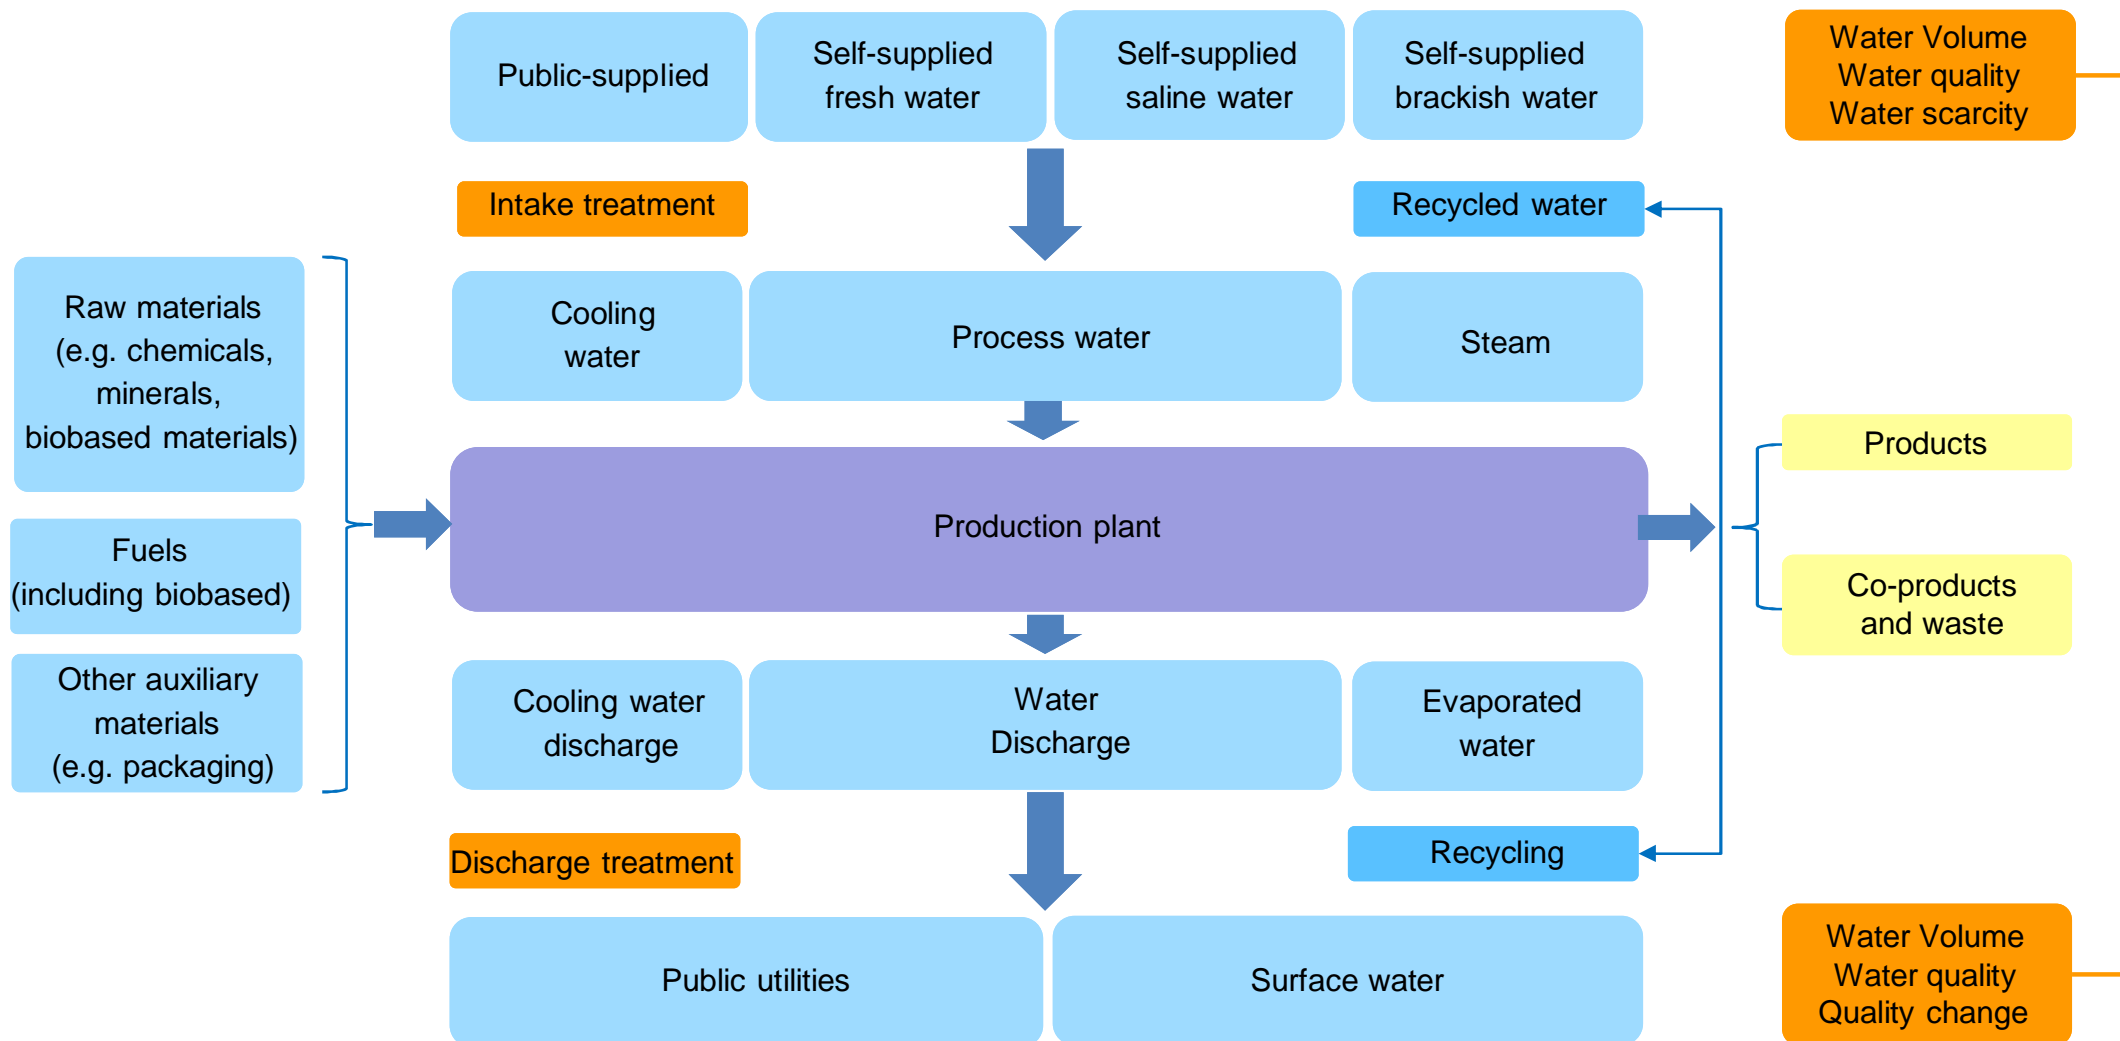 Public-supplied
Self-supplied
fresh water
Self-supplied
saline water
Self-supplied
brackish water
Water Volume
Water quality
Water scarcity
Intake treatment
Recycled water
Raw materials
(e.g. chemicals,
minerals,
biobased materials)
Cooling
water
Process water
Steam
Products
Production plant
Fuels
(including biobased)
Co-products
and waste
Other auxiliary
materials
(e.g. packaging)
Cooling water
discharge
Water
Discharge
Evaporated
water
Discharge treatment
Recycling
Public utilities
Surface water
Water Volume
Water quality
Quality change